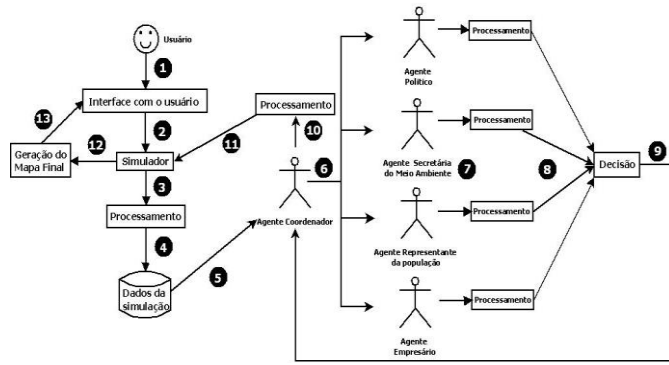 Usuário
1
Interface com o usuário
2
13
Geração do
Mapa Final
12
Simulador
3
Processamento
4
Dados da
simulação
5
Processamento
11
10
Agente Coordenador
6
Agente
Político
Processamento
Agente Secretária
do Meio Ambiente
7
Processamento
Agente Representante
da população
Processamento
Agente
Empresário
Processamento
8
Decisão
9